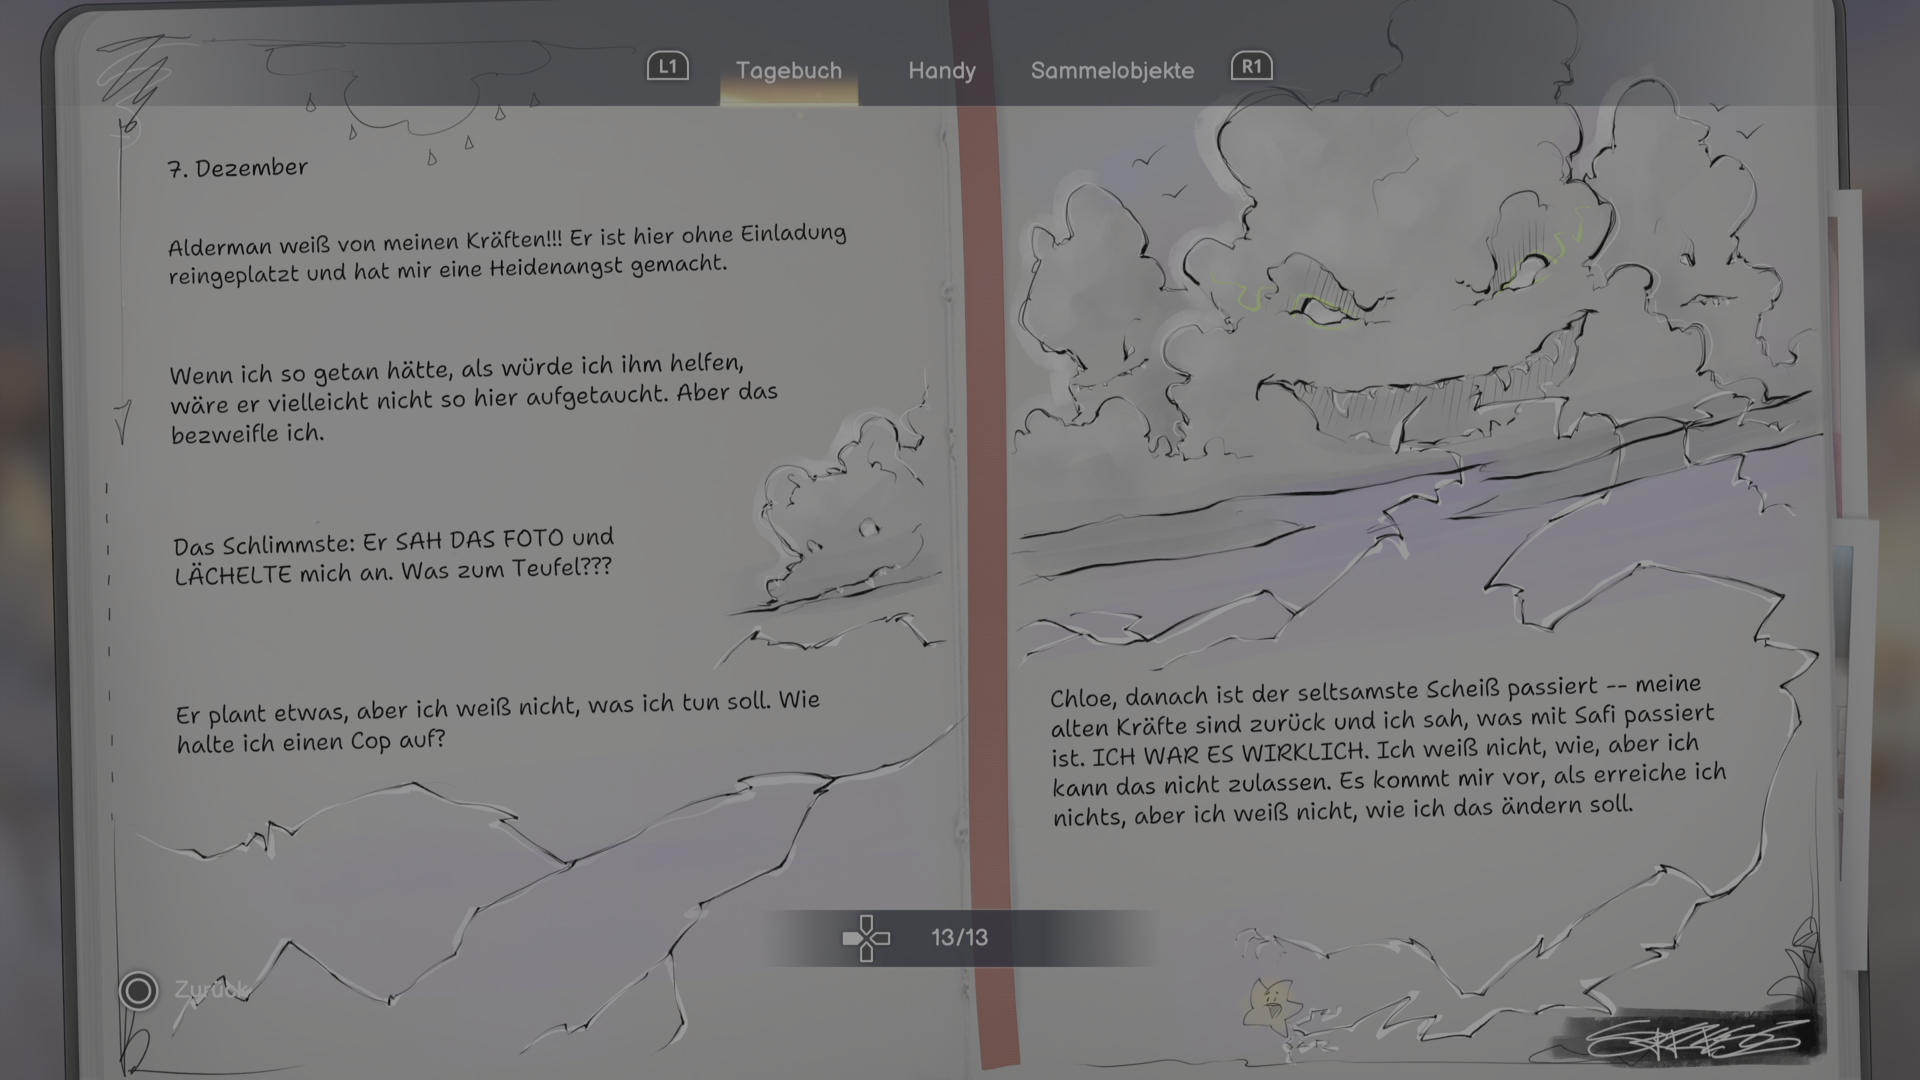 L1 Tagebuch Handy Sammelobjekte R1
7. Dezember
Alderman weiß von meinen Kräften!!! Er ist hier ohne Einladung
reingeplatzt und hat mir eine Heidenangst gemacht.
Wenn ich so getan hätte, als würde ich ihm helfen,
wäre er vielleicht nicht so hier aufgetaucht. Aber das
bezweifle ich.
Das Schlimmste: Er SAH DAS FOTO und
LÄCHELTE mich an. Was zum Teufel???
Er plant etwas, aber ich weiß nicht, was ich tun soll. Wie
halte ich einen Cop auf?
Chloe, danach ist der seltsamste Scheiß passiert -- meine
alten Kräfte sind zurück und ich sah, was mit Safi passiert
ist. ICH WAR ES WIRKLICH. Ich weiß nicht, wie, aber ich
kann das nicht zulassen. Es kommt mir vor, als erreiche ich
nichts, aber ich weiß nicht, wie ich das ändern soll.
13/13
Zurück